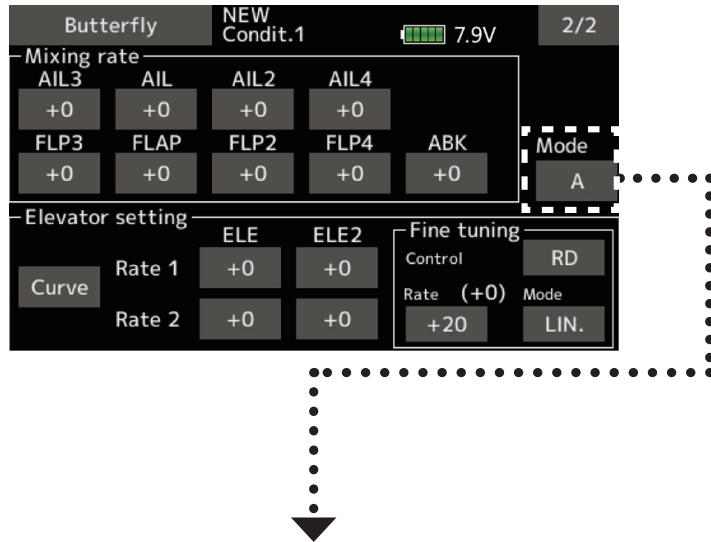 Butterfly NEW Condit.1 7.9V 2/2
Mixing rate
AIL3 AIL AIL2 AIL4
+0 +0 +0 +0
FLP3 FLAP FLP2 FLP4 ABK
+0 +0 +0 +0 +0
Mode
A
Elevator setting
ELE ELE2
Curve
Rate 1 +0 +0
Rate 2 +0 +0
Fine tuning
Control RD
Rate (+0) Mode
+20 LIN.